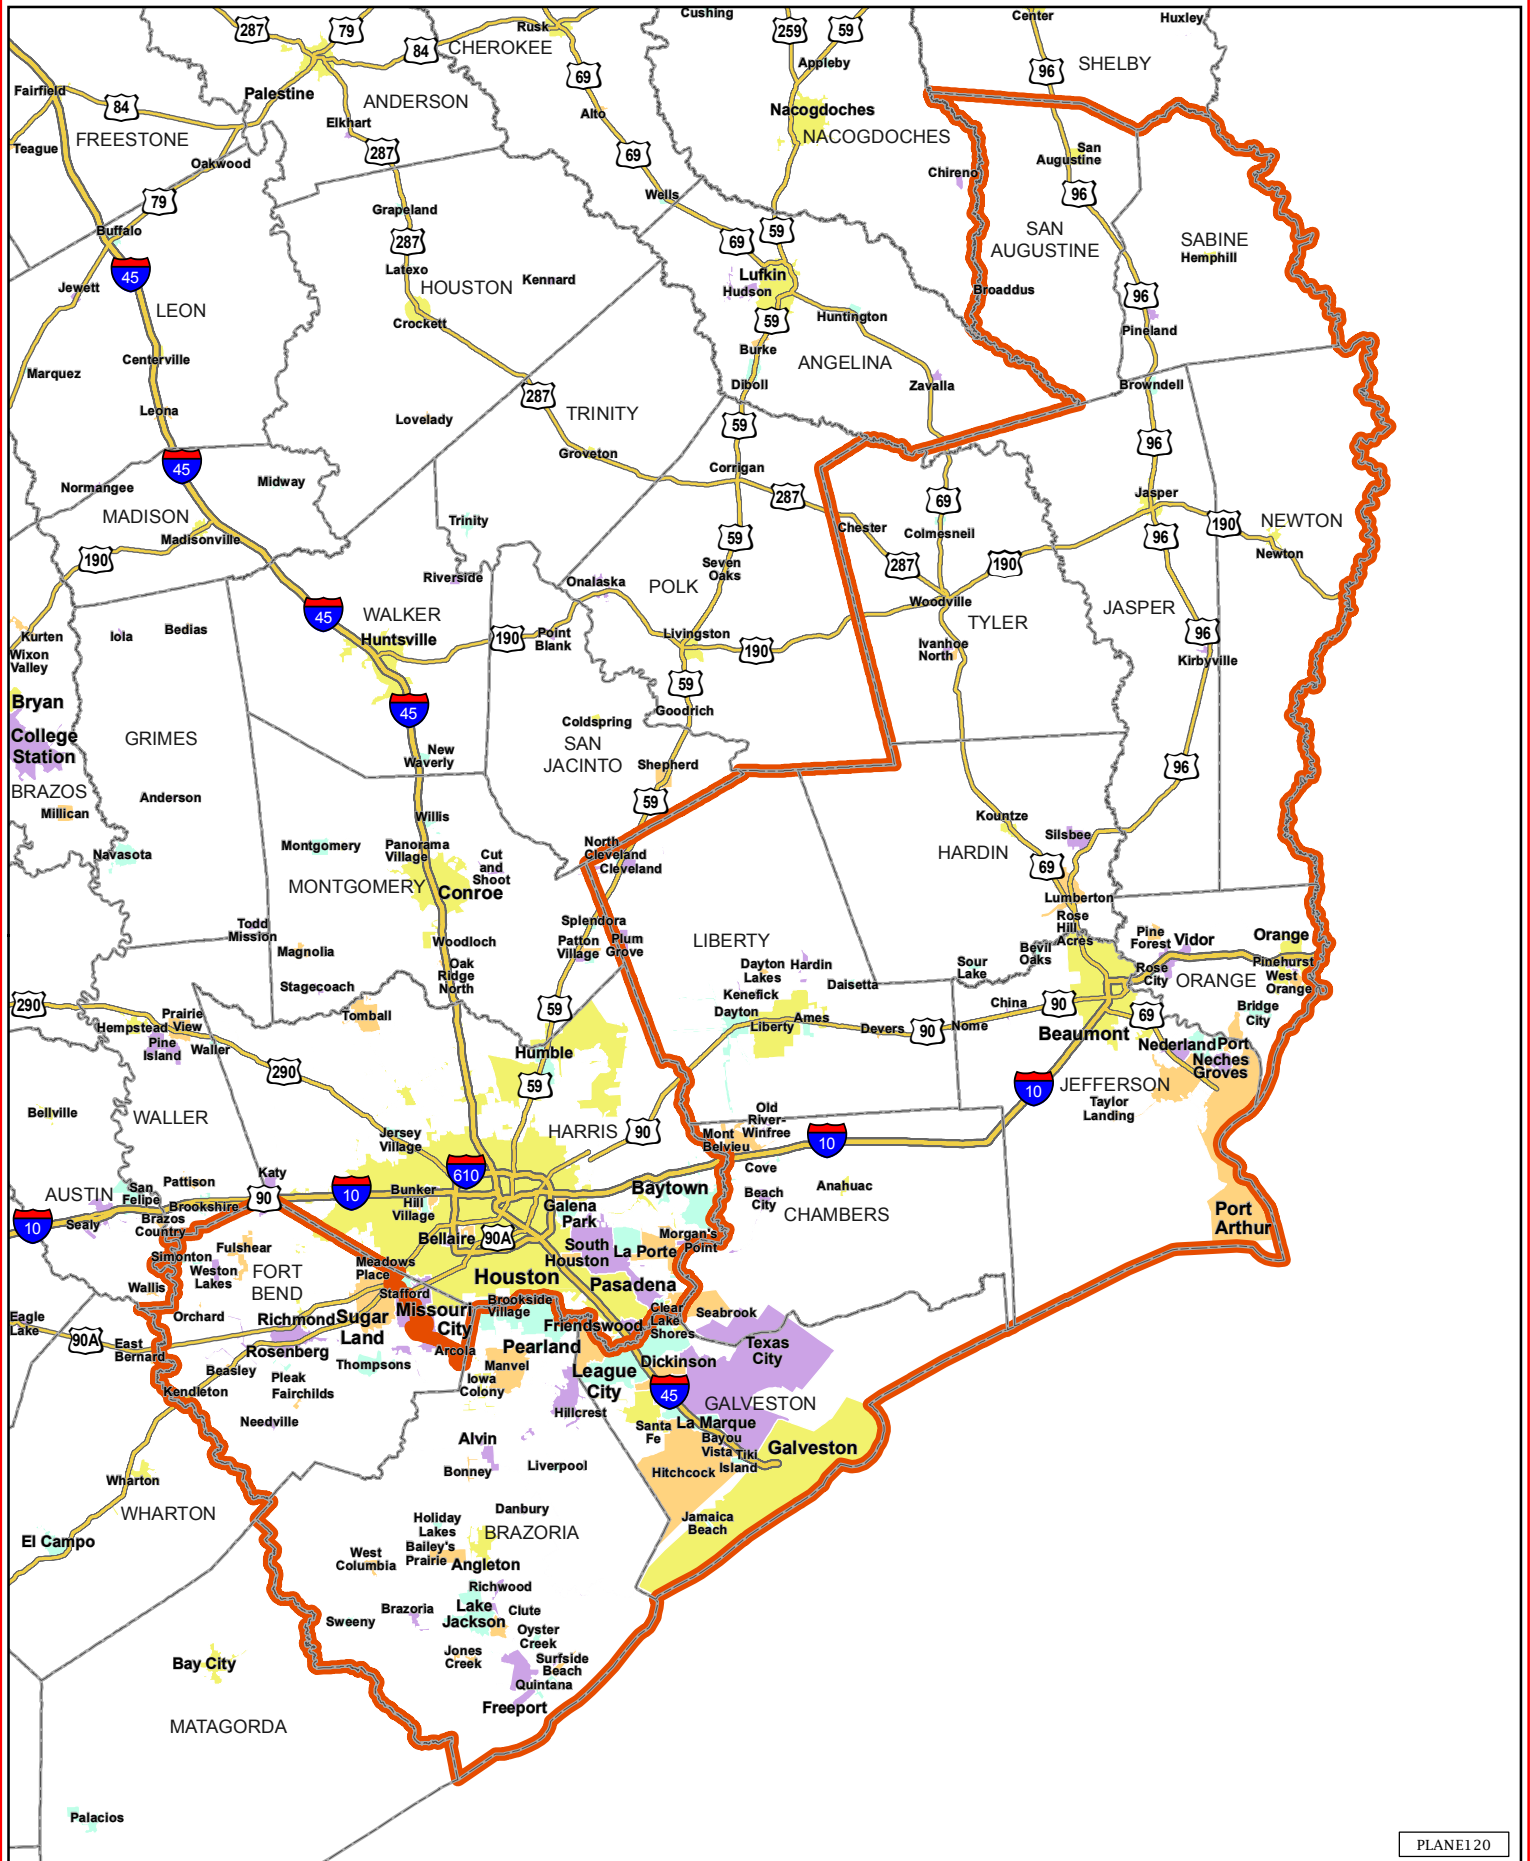 Cushing
Center
Huxley
287
79
Rusk
259
59
84
CHEROKEE
SHELBY
Appleby
96
69
Fairfield
84
Palestine
ANDERSON
Alto
Nacogdoches
NACOGDOCHES
FREESTONE
Elkhart
Teague
Oakwood
287
69
San
Augustine
Chireno
79
Wells
96
Grapeland
Buffalo
287
69
59
SAN
AUGUSTINE
SABINE
Hemphill
45
Latexo
Lufkin
Jewett
HOUSTON
Kennard
Hudson
Broaddus
96
LEON
Crockett
59
Huntington
Pineland
Centerville
Burke
ANGELINA
Marquez
Diboll
Zavalla
Browndell
287
Leona
Lovelady
TRINITY
59
96
Groveton
45
Corrigan
Normangee
Midway
287
69
Jasper
MADISON
Trinity
Chester
Colmesneil
190
NEWTON
Madisonville
59
96
Newton
190
Seven
Oaks
287
190
Riverside
Onalaska
POLK
45
WALKER
Woodville
TYLER
JASPER
Kurten
Iola
Bedias
Huntsville
190
Point
Blank
Livingston
190
96
Wixon
Valley
Ivanhoe
North
Kirbyville
59
Bryan
45
Goodrich
College
Station
GRIMES
Coldspring
SAN
JACINTO
New
Waverly
Shepherd
96
BRAZOS
Anderson
59
Millican
Willis
Kountze
Silsbee
Navasota
Montgomery
Panorama
Village
Cut
and
Shoot
North
Cleveland
Cleveland
HARDIN
69
MONTGOMERY
Conroe
Lumberton
Todd
Mission
Splendora
Rose
Hill
Acres
Magnolia
Woodloch
Patton
Village
Plum
Grove
LIBERTY
Bevil
Oaks
Pine
Forest
Vidor
Orange
Oak
Ridge
North
Dayton
Lakes
Hardin
Sour
Lake
Rose
City
Pinehurst
West
Orange
Stagecoach
Daisetta
ORANGE
290
Kenefick
China
90
Prairie
View
Tomball
59
Dayton
Liberty
Ames
Devers
90
Nome
69
Bridge
City
Hempstead
Beaumont
Pine
Island
Waller
290
Humble
Nederland
Port
Neches
Groves
59
10
JEFFERSON
Bellville
WALLER
Taylor
Landing
Jersey
Village
HARRIS
90
Old
River-
Winfree
Mont
Belvieu
10
610
Katy
Cove
AUSTIN
San
Felipe
Pattison
90
10
Bunker
Hill
Village
Baytown
Beach
City
Anahuac
Brookshire
Galena
Park
CHAMBERS
10
Sealy
Brazos
Country
Port
Arthur
Bellaire
90A
South
Houston
La Porte
Morgan's
Point
Simonton
Fulshear
Meadows
Place
Weston
Lakes
FORT
BEND
Houston
Pasadena
Wallis
Stafford
Brookside
Village
Clear
Lake
Shores
Seabrook
Eagle
Lake
Orchard
Richmond
Sugar
Land
Missouri
City
Friendswood
90A
East
Bernard
Rosenberg
Arcola
Pearland
Texas
City
Thompsons
Manvel
League
City
Dickinson
Beasley
Pleak
Iowa
Colony
Kendleton
Fairchilds
45
GALVESTON
Needville
Hillcrest
Santa
Fe
La Marque
Alvin
Bayou
Vista
Tiki
Island
Galveston
Wharton
Bonney
Liverpool
Hitchcock
WHARTON
Danbury
Jamaica
Beach
Holiday
Lakes
BRAZORIA
El Campo
Bailey's
Prairie
West
Columbia
Angleton
Richwood
Brazoria
Lake
Jackson
Clute
Sweeny
Oyster
Creek
Jones
Creek
Surfside
Beach
Bay City
Quintana
Freeport
MATAGORDA
Palacios
PLANE120